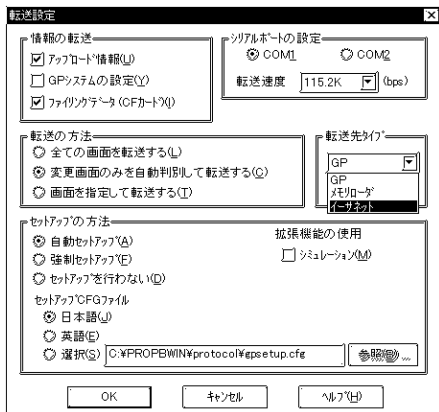 転送設定
情報の転送
アップロード情報(U)
GPシステムの設定(Y)
ファイリングデータ(CFカード)(I)
シリアルポートの設定
COM1
COM2
転送速度 115.2K (bps)
転送の方法
全ての画面を転送する(L)
変更画面のみを自動判別して転送する(C)
画面を指定して転送する(T)
転送先タイプ
GP
GP
メモリローダ
イーサネット
セットアップの方法
自動セットアップ(A)
強制セットアップ(F)
セットアップを行わない(D)
拡張機能の使用
シミュレーション(M)
セットアップCFGファイル
日本語(J)
英語(E)
選択(S) C:¥PROPBWIN¥protocol¥gpsetup.cfg 参照(B) ...
OK キャンセル ヘルプ(H)